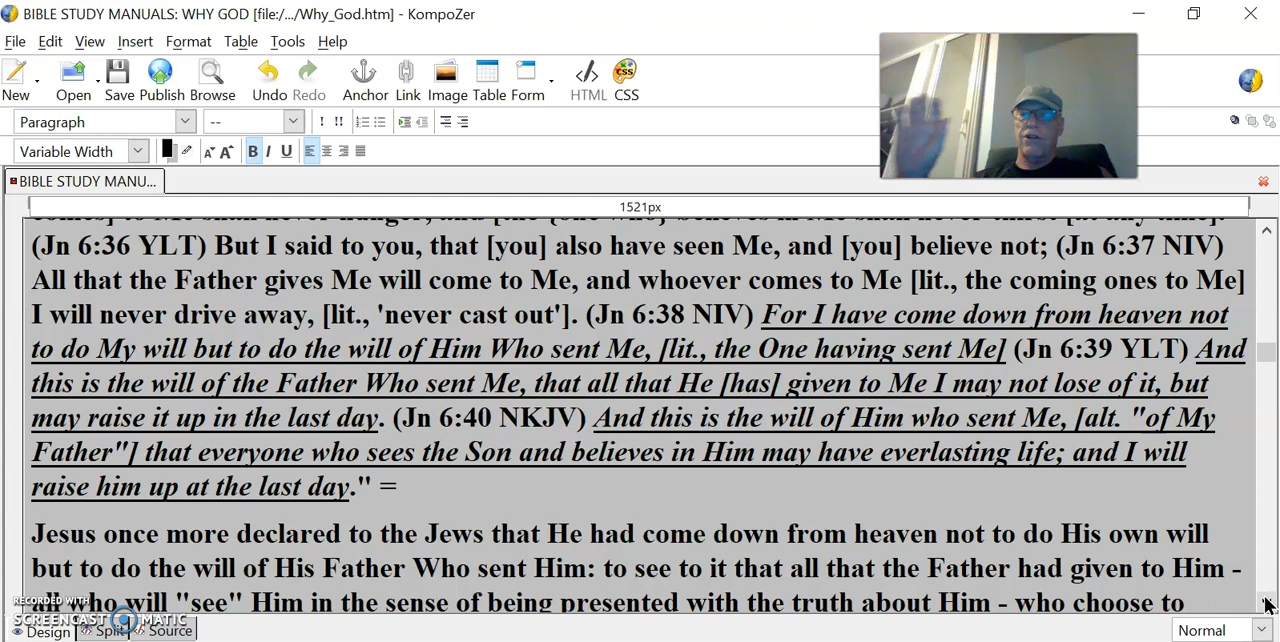 BIBLE STUDY MANUALS: WHY GOD [file:/.../Why_God.htm] - KompoZer
File Edit View Insert Format Table Tools Help
New Open Save Publish Browse Undo Redo Anchor Link Image Table Form HTML CSS
Paragraph --
Variable Width B I U
BIBLE STUDY MANU...
1521px
(Jn 6:36 YLT) But I said to you, that [you] also have seen Me, and [you] believe not; (Jn 6:37 NIV)
All that the Father gives Me will come to Me, and whoever comes to Me [lit., the coming ones to Me]
I will never drive away, [lit., 'never cast out']. (Jn 6:38 NIV) For I have come down from heaven not
to do My will but to do the will of Him Who sent Me, [lit., the One having sent Me] (Jn 6:39 YLT) And
this is the will of the Father Who sent Me, that all that He [has] given to Me I may not lose of it, but
may raise it up in the last day. (Jn 6:40 NKJV) And this is the will of Him who sent Me, [alt. "of My
Father"] that everyone who sees the Son and believes in Him may have everlasting life; and I will
raise him up at the last day." =
Jesus once more declared to the Jews that He had come down from heaven not to do His own will
but to do the will of His Father Who sent Him: to see to it that all that the Father had given to Him -
all who will "see" Him in the sense of being presented with the truth about Him - who choose to
RECORDED WITH
SCREENCAST MATIC
Design Split Source
Normal